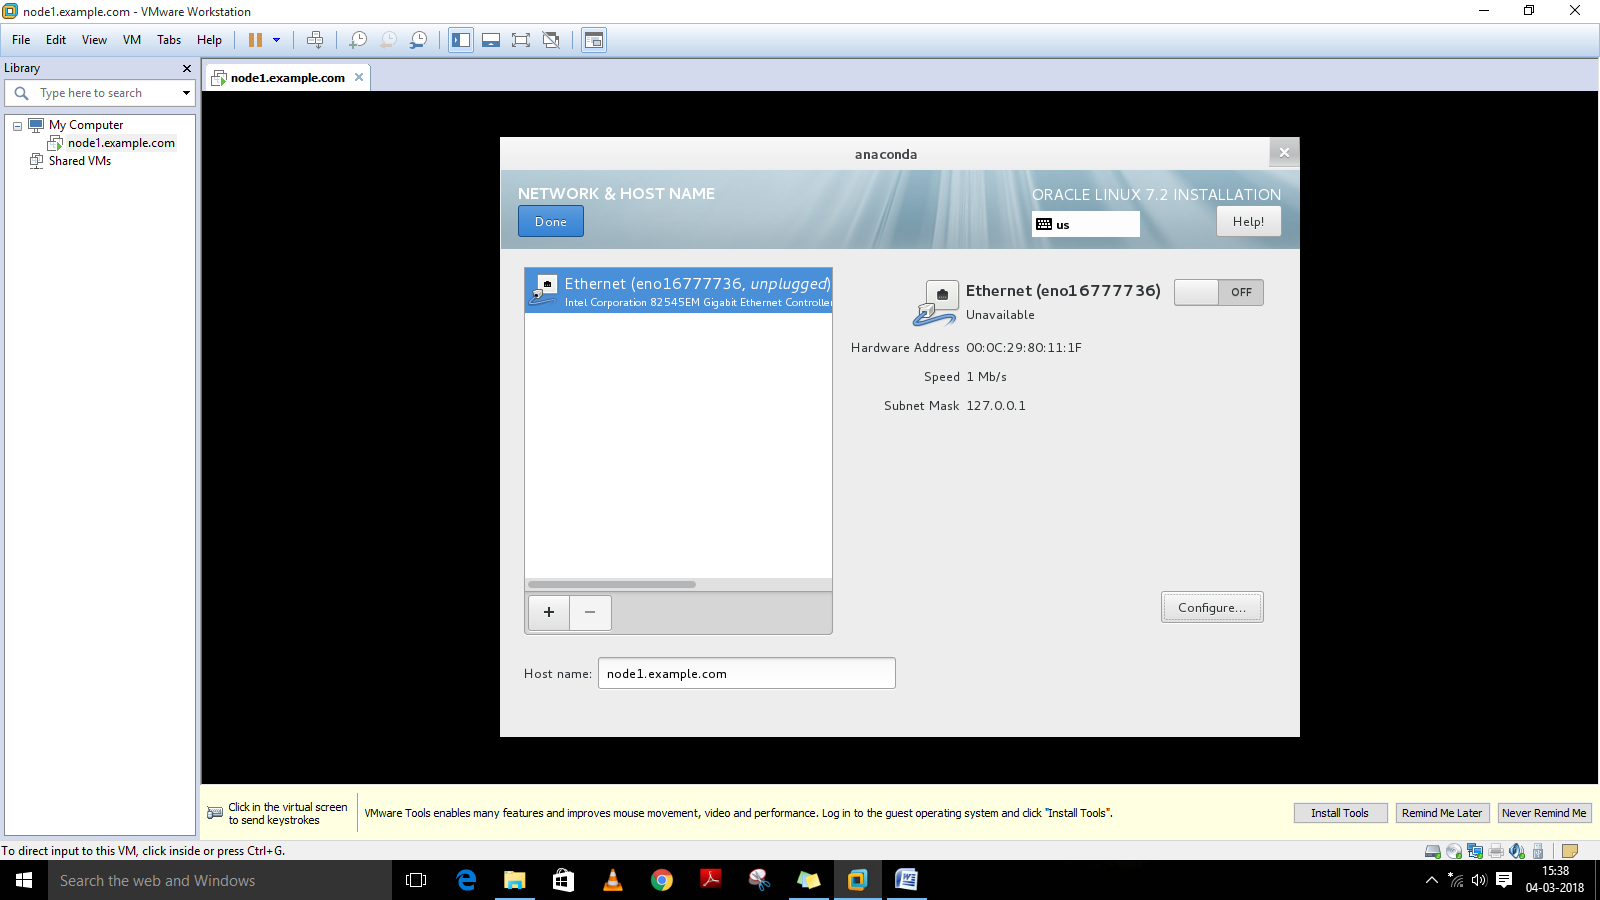 node1.example.com - VMware Workstation
File Edit View VM Tabs Help
Library
Type here to search
My Computer
node1.example.com
Shared VMs
node1.example.com
anaconda
NETWORK & HOST NAME
Done
ORACLE LINUX 7.2 INSTALLATION
us
Help!
Ethernet (eno16777736, unplugged)
Intel Corporation 82545EM Gigabit Ethernet Controller
Ethernet (eno16777736)
OFF
Unavailable
Hardware Address 00:0C:29:80:11:1F
Speed 1 Mb/s
Subnet Mask 127.0.0.1
Configure...
Host name: node1.example.com
Click in the virtual screen
to send keystrokes
VMware Tools enables many features and improves mouse movement, video and performance. Log in to the guest operating system and click "Install Tools".
Install Tools
Remind Me Later
Never Remind Me
To direct input to this VM, click inside or press Ctrl+G.
Search the web and Windows
15:38
04-03-2018